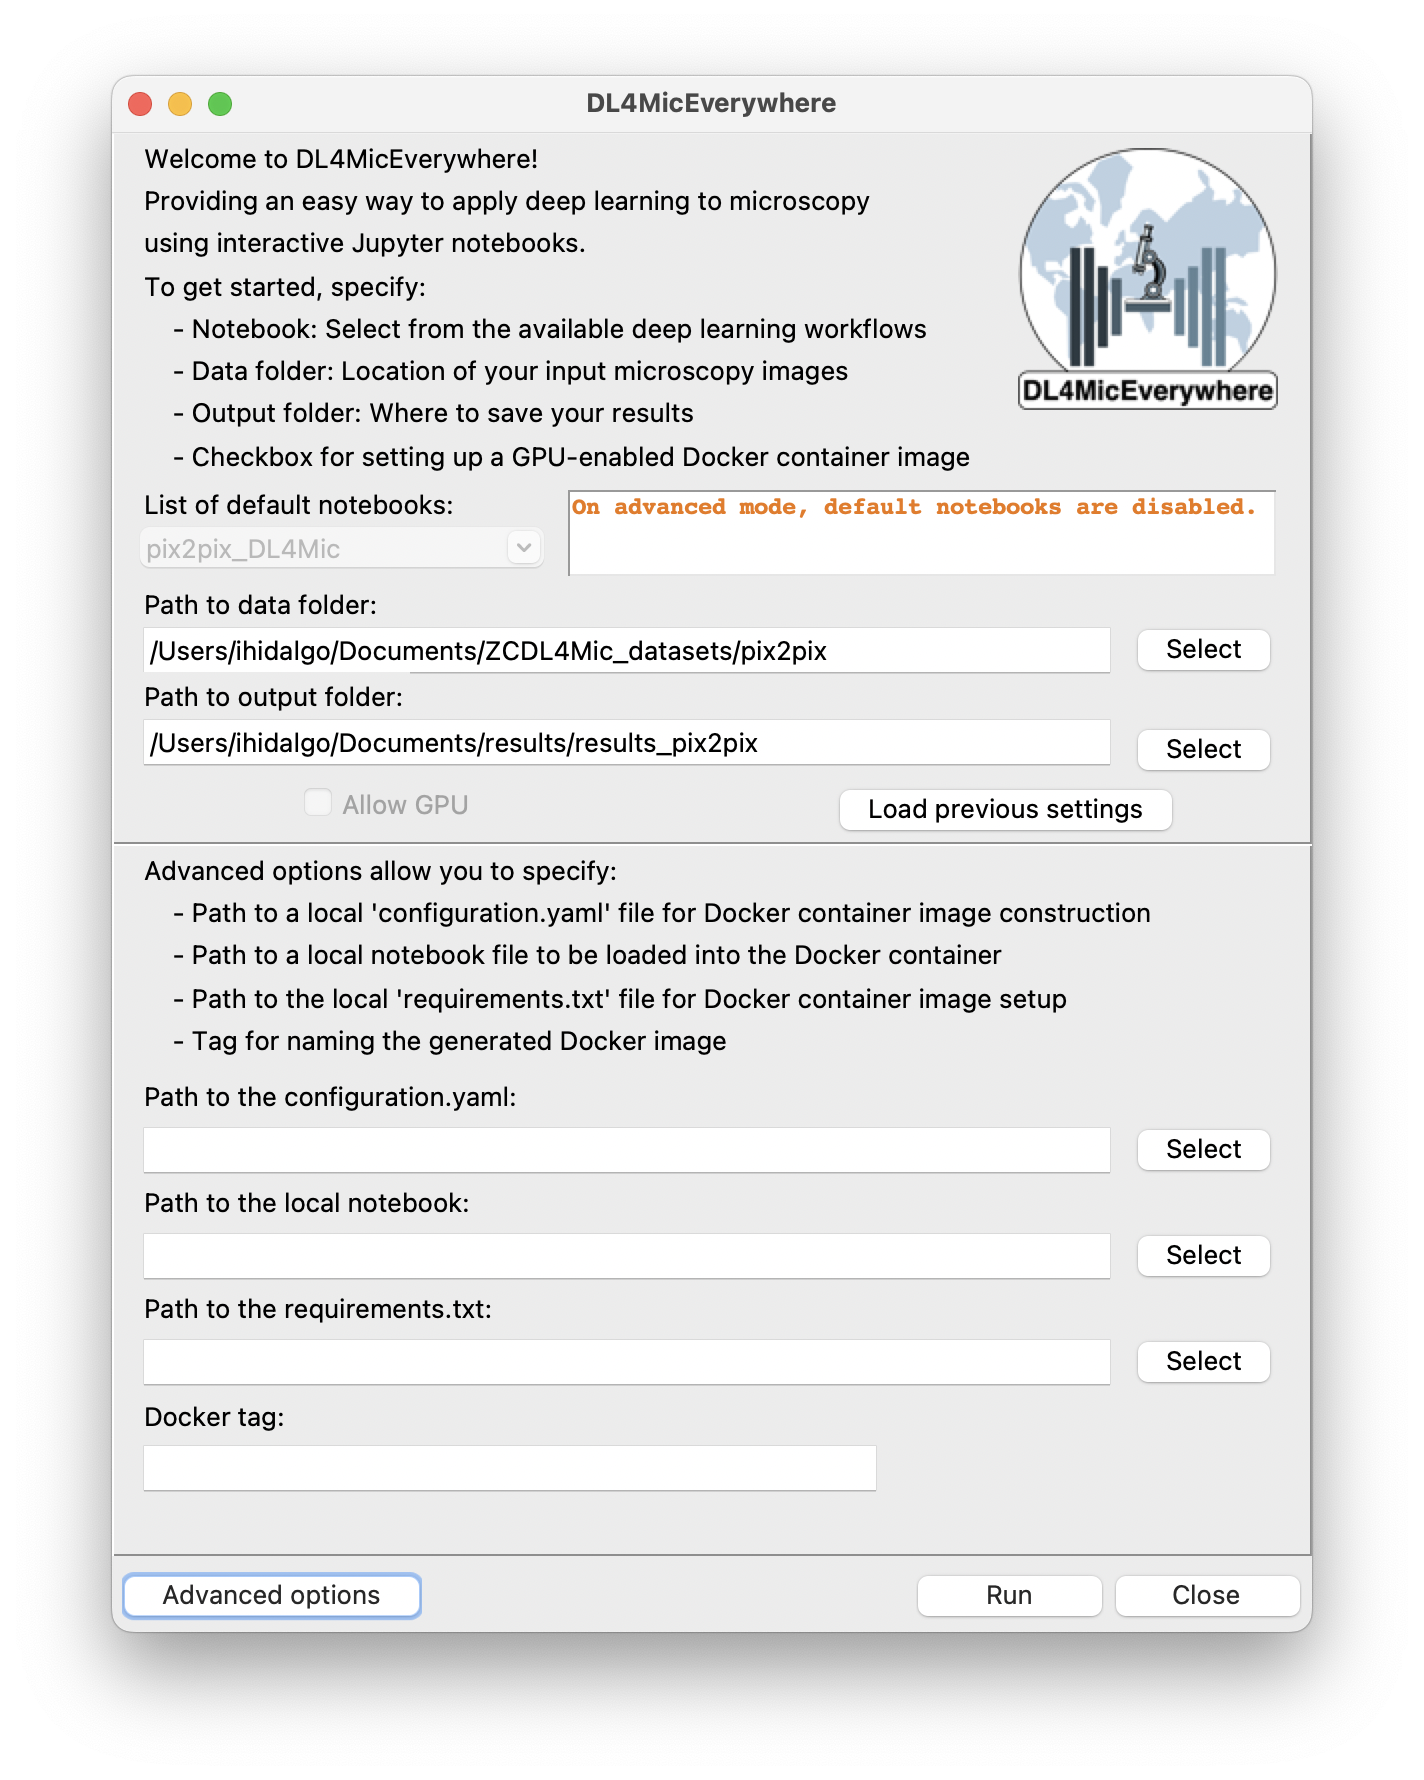 DL4MicEverywhere
Welcome to DL4MicEverywhere!
Providing an easy way to apply deep learning to microscopy
using interactive Jupyter notebooks.
To get started, specify:
- Notebook: Select from the available deep learning workflows
- Data folder: Location of your input microscopy images
- Output folder: Where to save your results
- Checkbox for setting up a GPU-enabled Docker container image
DL4MicEverywhere
List of default notebooks:
On advanced mode, default notebooks are disabled.
pix2pix_DL4Mic
Path to data folder:
/Users/ihidalgo/Documents/ZCDL4Mic_datasets/pix2pix
Select
Path to output folder:
/Users/ihidalgo/Documents/results/results_pix2pix
Select
Allow GPU
Load previous settings
Advanced options allow you to specify:
- Path to a local 'configuration.yaml' file for Docker container image construction
- Path to a local notebook file to be loaded into the Docker container
- Path to the local 'requirements.txt' file for Docker container image setup
- Tag for naming the generated Docker image
Path to the configuration.yaml:
Select
Path to the local notebook:
Select
Path to the requirements.txt:
Select
Docker tag:
Advanced options
Run
Close